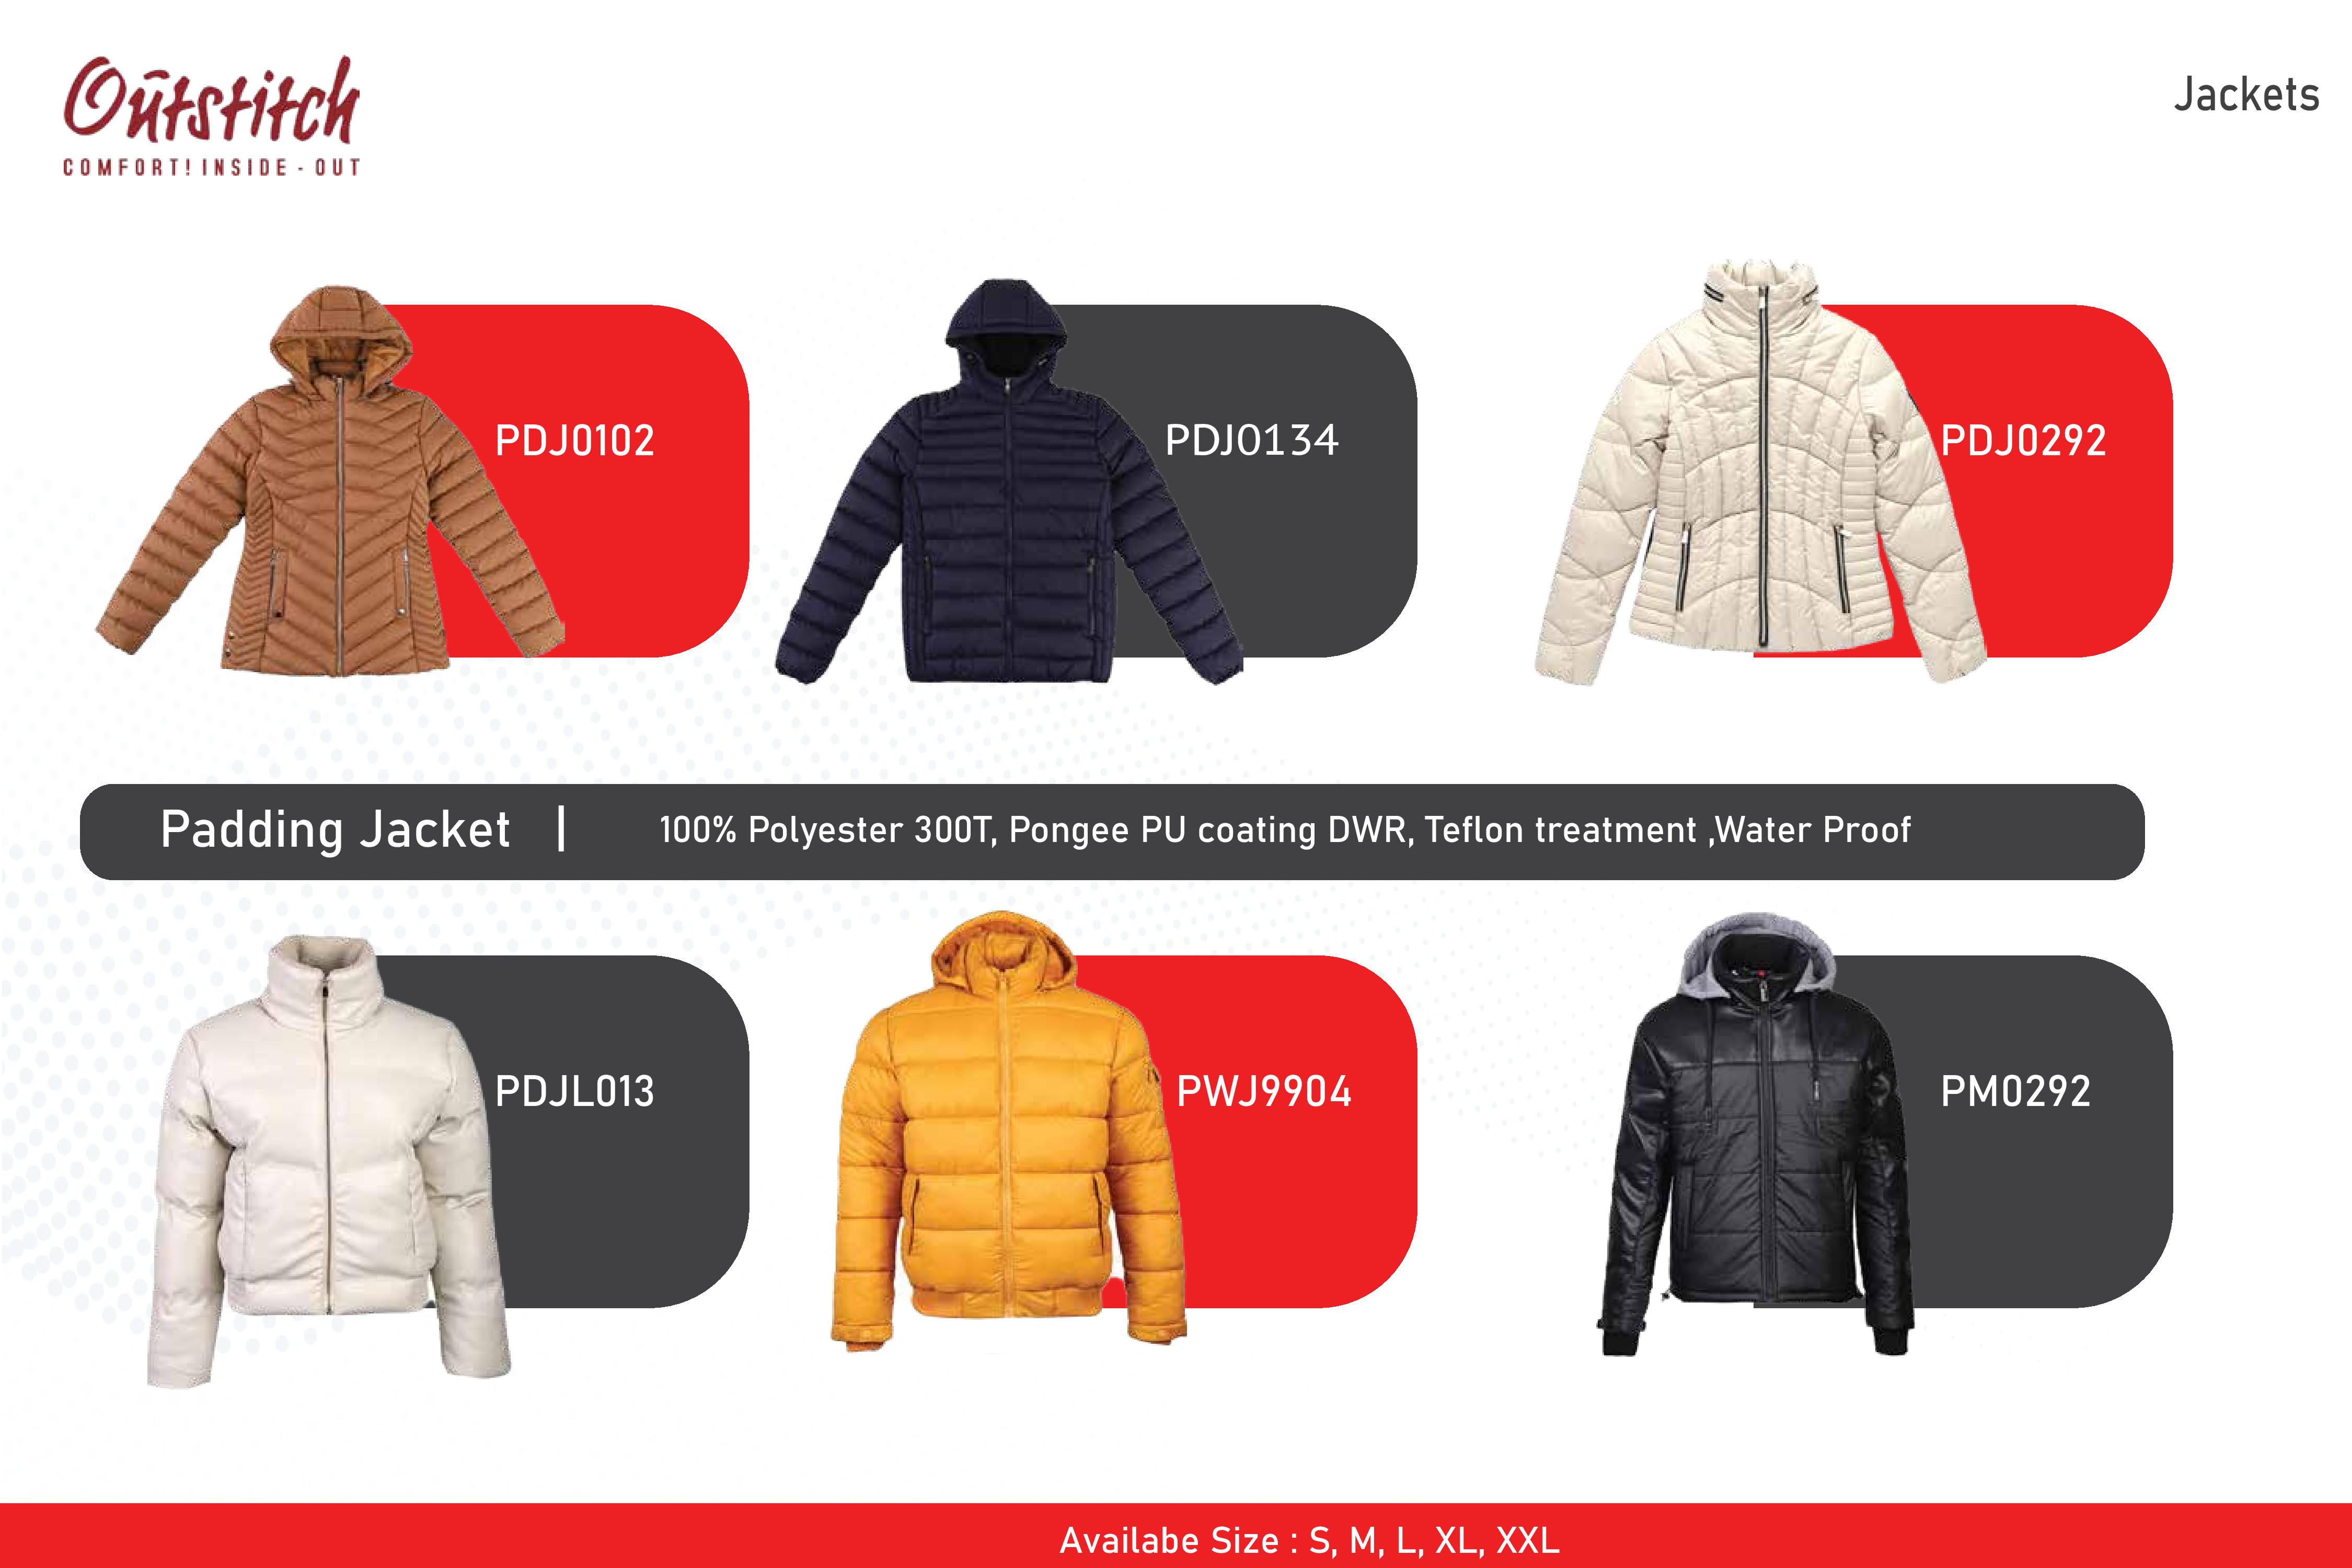 Outstitch
COMFORT! INSIDE - OUT
Jackets
PDJ0102
PDJ0134
PDJ0292
Padding Jacket | 100% Polyester 300T, Pongee PU coating DWR, Teflon treatment ,Water Proof
PDJL013
PWJ9904
PM0292
Availabe Size : S, M, L, XL, XXL